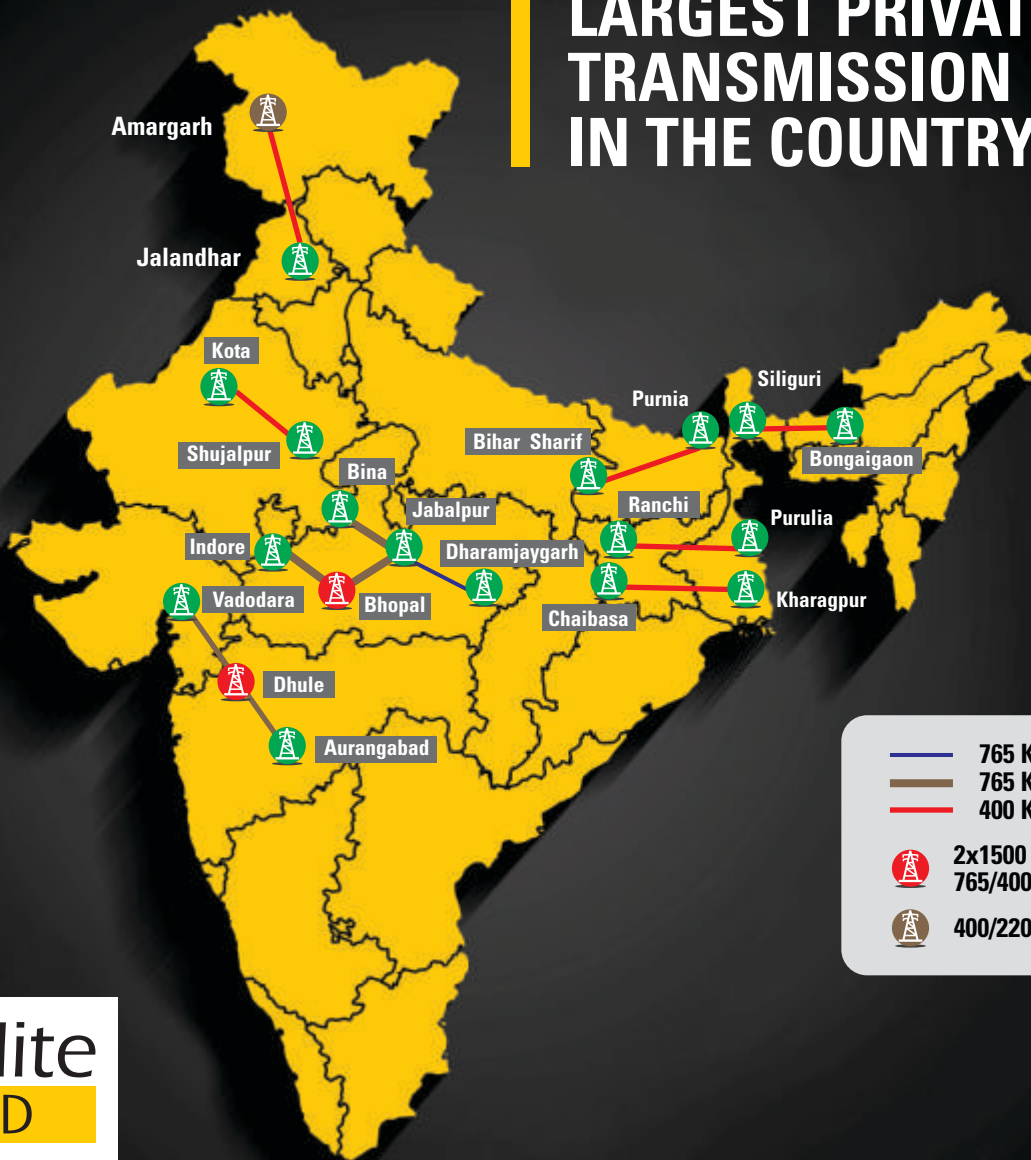 LARGEST PRIVAT
TRANSMISSION
IN THE COUNTRY
Amargarh
Jalandhar
Kota
Shujalpur
Siliguri
Purnia
Bihar Sharif
Bongaigaon
Bina
Ranchi
Jabalpur
Purulia
Indore
Dharamjaygarh
Vadodara
Bhopal
Chaibasa
Kharagpur
Dhule
Aurangabad
765 K
765 K
400 K
2x1500
765/400
400/220
lite
D